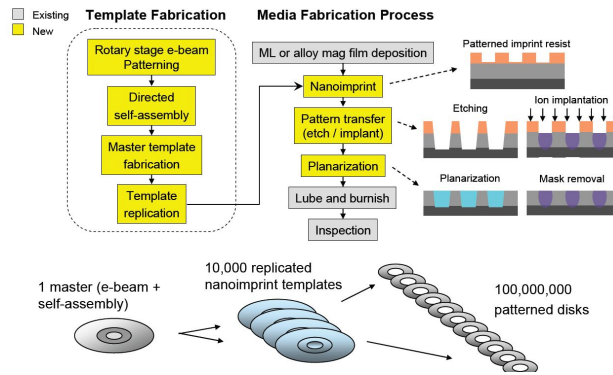 Existing
New
Template Fabrication
Rotary stage e-beam
Patterning
Directed
self-assembly
Master template
fabrication
Template
replication
Media Fabrication Process
ML or alloy mag film deposition
Nanoimprint
Pattern transfer
(etch / implant)
Planarization
Lube and burnish
Inspection
Patterned imprint resist
Etching
Ion implantation
Planarization
Mask removal
1 master (e-beam +
self-assembly)
10,000 replicated
nanoimprint templates
100,000,000
patterned disks